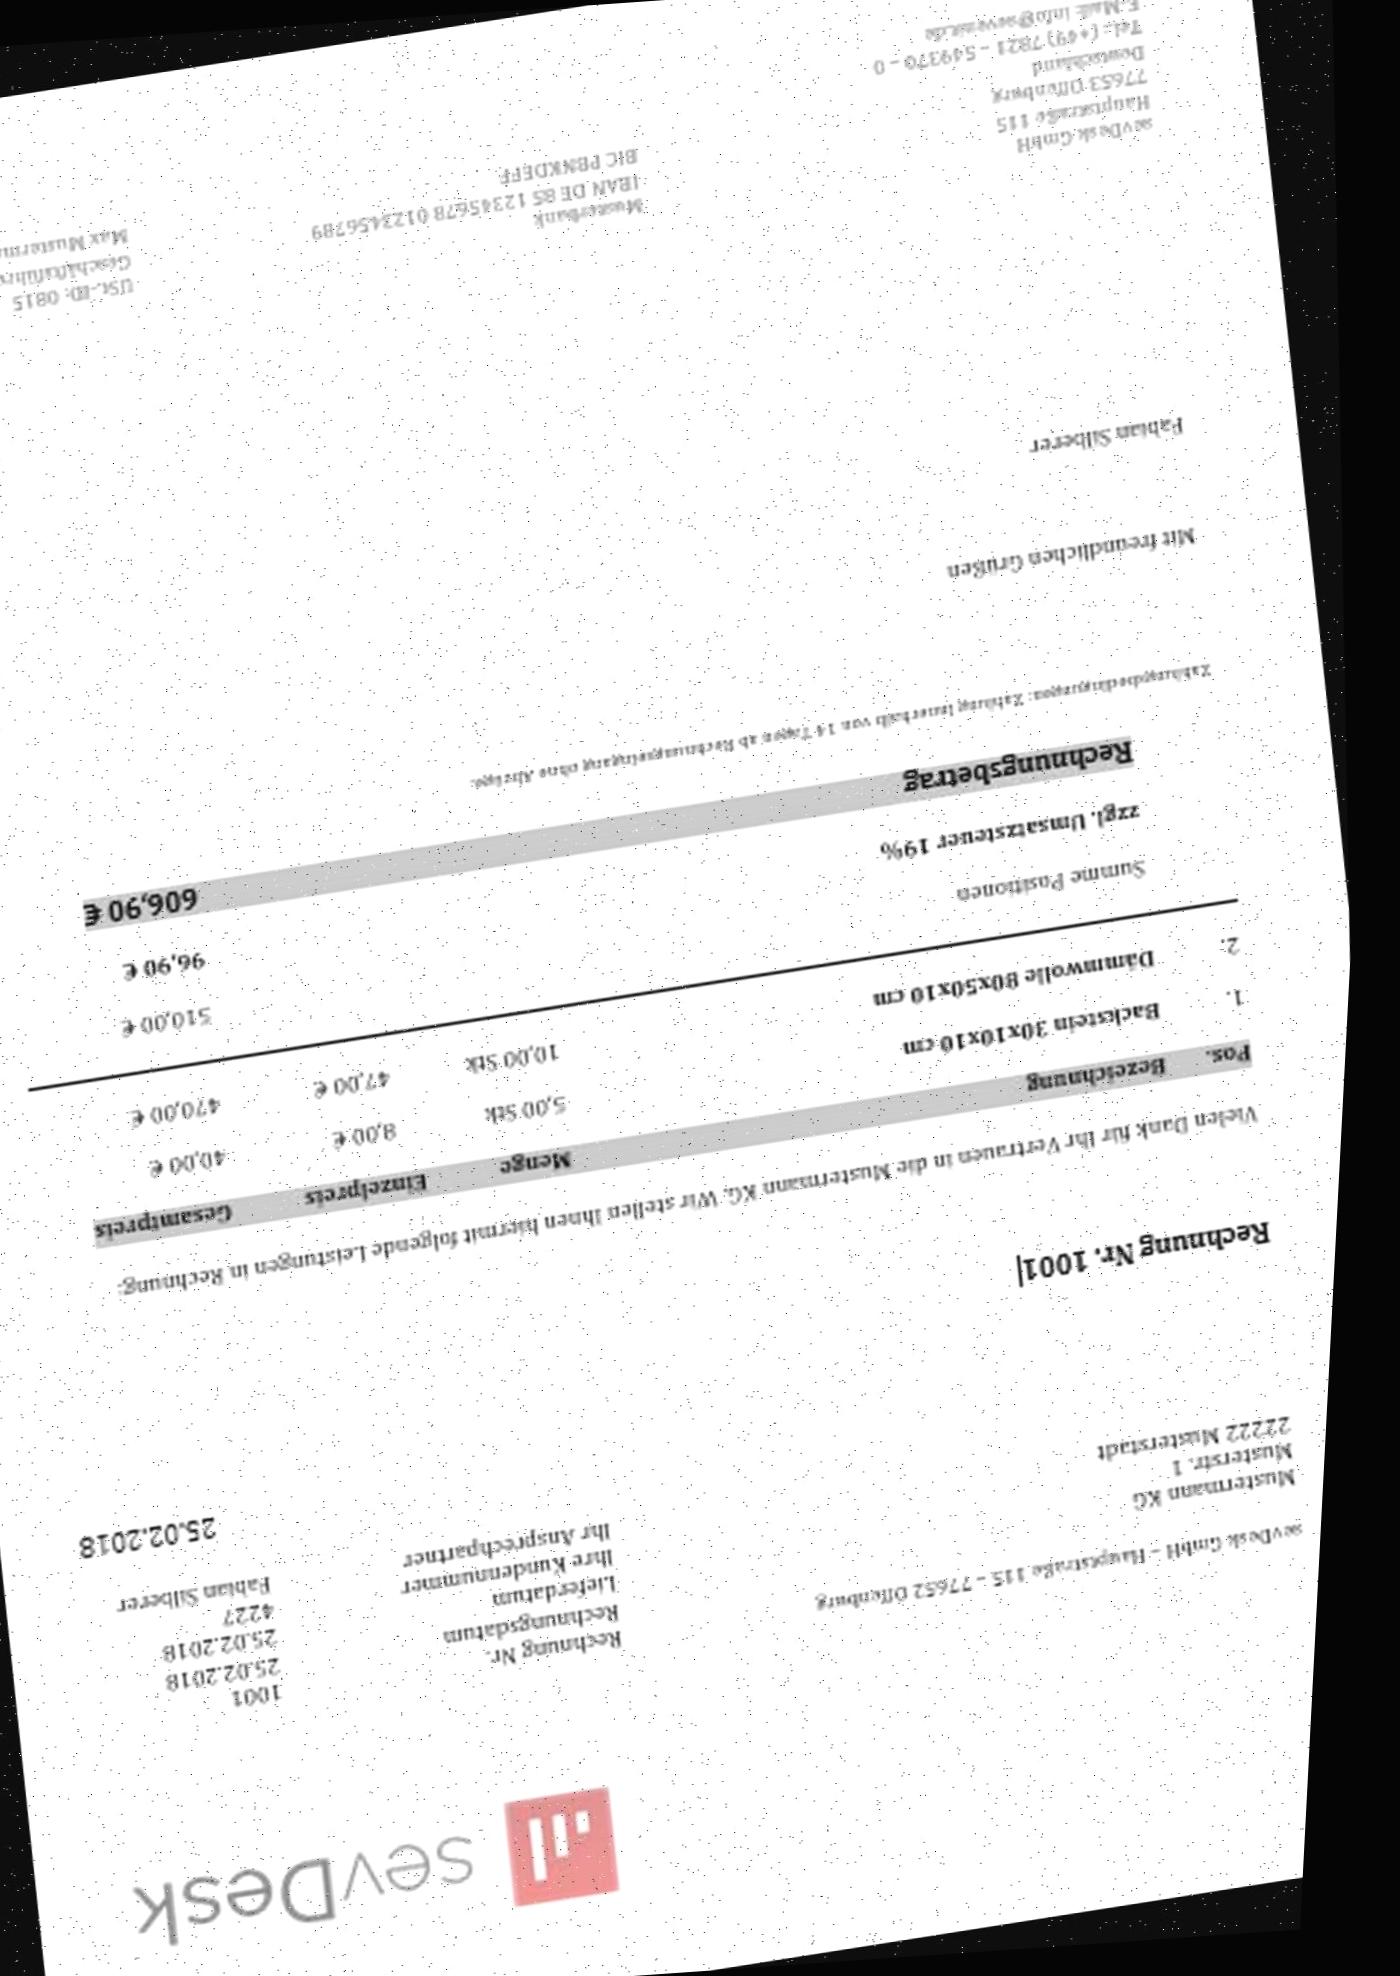 sevDesk
Rechnung Nr. 1001
Rechnungsdatum 25.02.2018
Lieferdatum 25.02.2018
Ihre Kundennummer 4227
Ihr Ansprechpartner Fabian Silberer
sevDesk GmbH – Hauptstraße 115 – 77652 Offenburg
Mustermann KG
Musterstr. 1
22222 Musterstadt
25.02.2018
Rechnung Nr. 1001
Vielen Dank für Ihr Vertrauen in die Mustermann KG. Wir stellen Ihnen hiermit folgende Leistungen in Rechnung:
Pos. Bezeichnung Menge Einzelpreis Gesamtpreis
1. Backstein 30x10x10 cm 5,00 Stk 8,00 € 40,00 €
2. Dämmwolle 80x50x10 cm 10,00 Stk 47,00 € 470,00 €
Summe Positionen 510,00 €
zzgl. Umsatzsteuer 19% 96,90 €
Rechnungsbetrag 606,90 €
Zahlungsbedingungen: Zahlung innerhalb von 14 Tagen ab Rechnungseingang ohne Abzüge.
Mit freundlichen Grüßen
Fabian Silberer
sevDesk GmbH
Hauptstraße 115
77653 Offenburg
Deutschland
Tel.: (+49) 7821 – 549370 – 0
E-Mail: info@sevenit.de
Musterbank
IBAN DE 85 12345678 0123456789
BIC PBNKDEFF
USt.-ID: 0815
Max